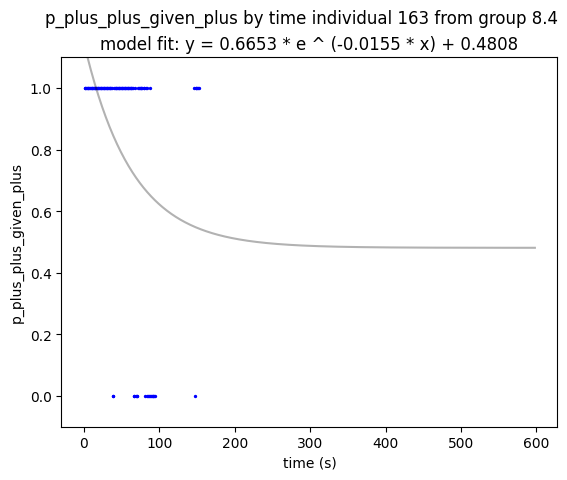 p_plus_plus_given_plus by time individual 163 from group 8.4
model fit: y = 0.6653 * e ^ (-0.0155 * x) + 0.4808
p_plus_plus_given_plus
1.0
0.8
0.6
0.4
0.2
0.0
0 100 200 300 400 500 600
time (s)